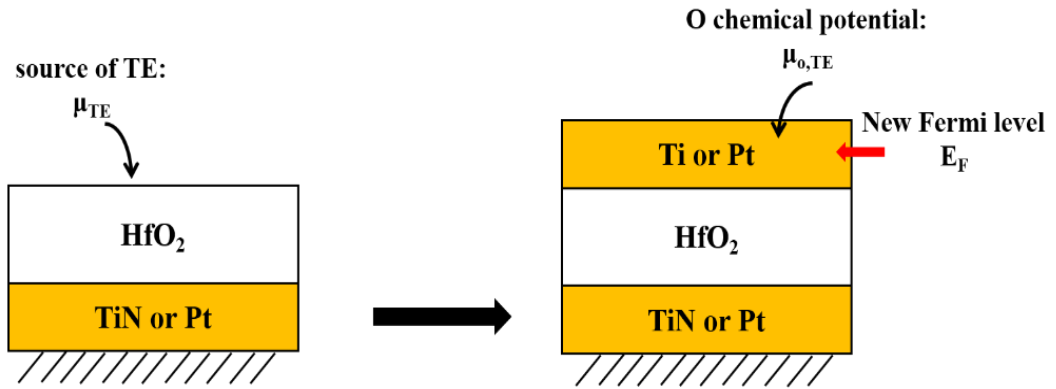 source of TE:
μTE
HfO2
TiN or Pt
O chemical potential:
μo,TE
New Fermi level
EF
Ti or Pt
HfO2
TiN or Pt